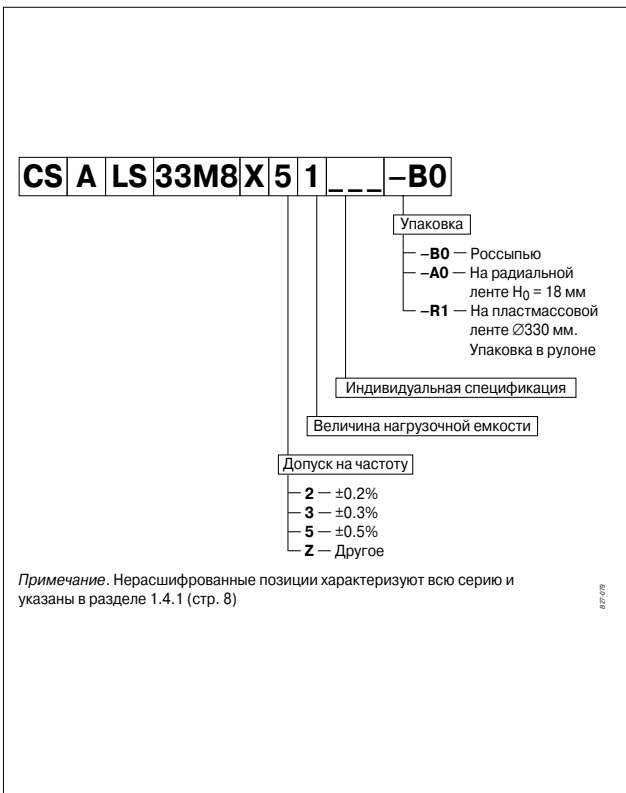 CS A LS 33M8 X 5 1 _ _ _ –B0
Упаковка
–B0 — Россыпью
–A0 — На радиальной
ленте H0 = 18 мм
–R1 — На пластмассовой
ленте ∅330 мм.
Упаковка в рулоне
Индивидуальная спецификация
Величина нагрузочной емкости
Допуск на частоту
2 — ±0.2%
3 — ±0.3%
5 — ±0.5%
Z — Другое
Примечание. Нерасшифрованные позиции характеризуют всю серию и
указаны в разделе 1.4.1 (стр. 8)
B27-079